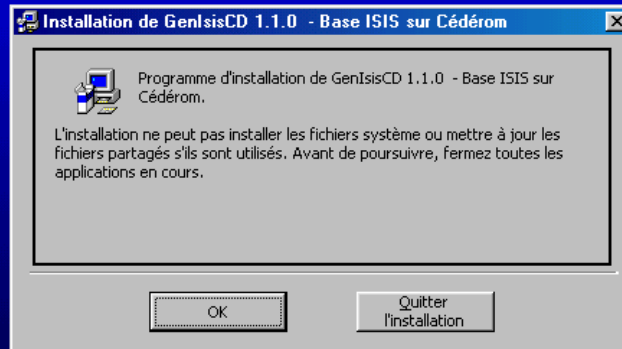 Installation de GenIsisCD 1.1.0 - Base ISIS sur Cédérom
Programme d'installation de GenIsisCD 1.1.0 - Base ISIS sur
Cédérom.
L'installation ne peut pas installer les fichiers système ou mettre à jour les
fichiers partagés s'ils sont utilisés. Avant de poursuivre, fermez toutes les
applications en cours.
OK
Quitter
l'installation